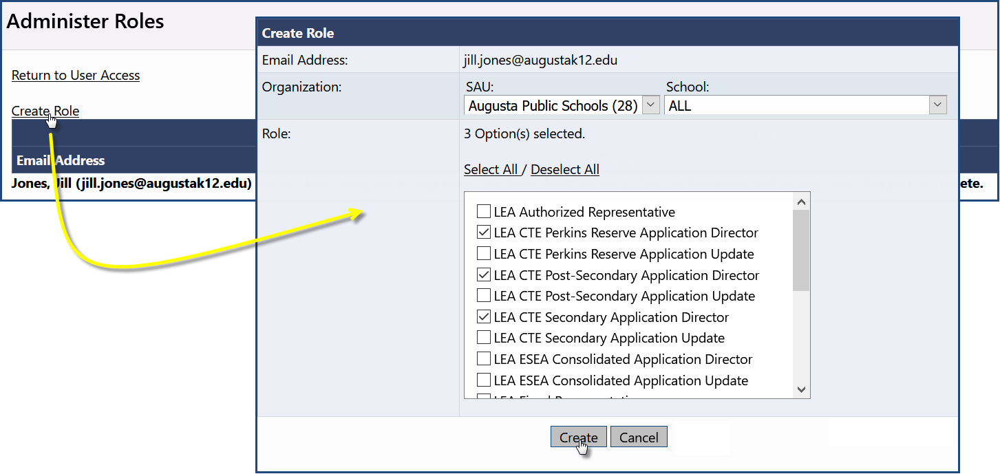 Administer Roles
Return to User Access
Create Role
Email Address
Jones, Jill (jill.jones@augustak12.edu)
ete.
Create Role
Email Address: jill.jones@augustak12.edu
Organization: SAU: School:
Augusta Public Schools (28) ALL
Role: 3 Option(s) selected.
Select All / Deselect All
LEA Authorized Representative
LEA CTE Perkins Reserve Application Director
LEA CTE Perkins Reserve Application Update
LEA CTE Post-Secondary Application Director
LEA CTE Post-Secondary Application Update
LEA CTE Secondary Application Director
LEA CTE Secondary Application Update
LEA ESEA Consolidated Application Director
LEA ESEA Consolidated Application Update
Create Cancel